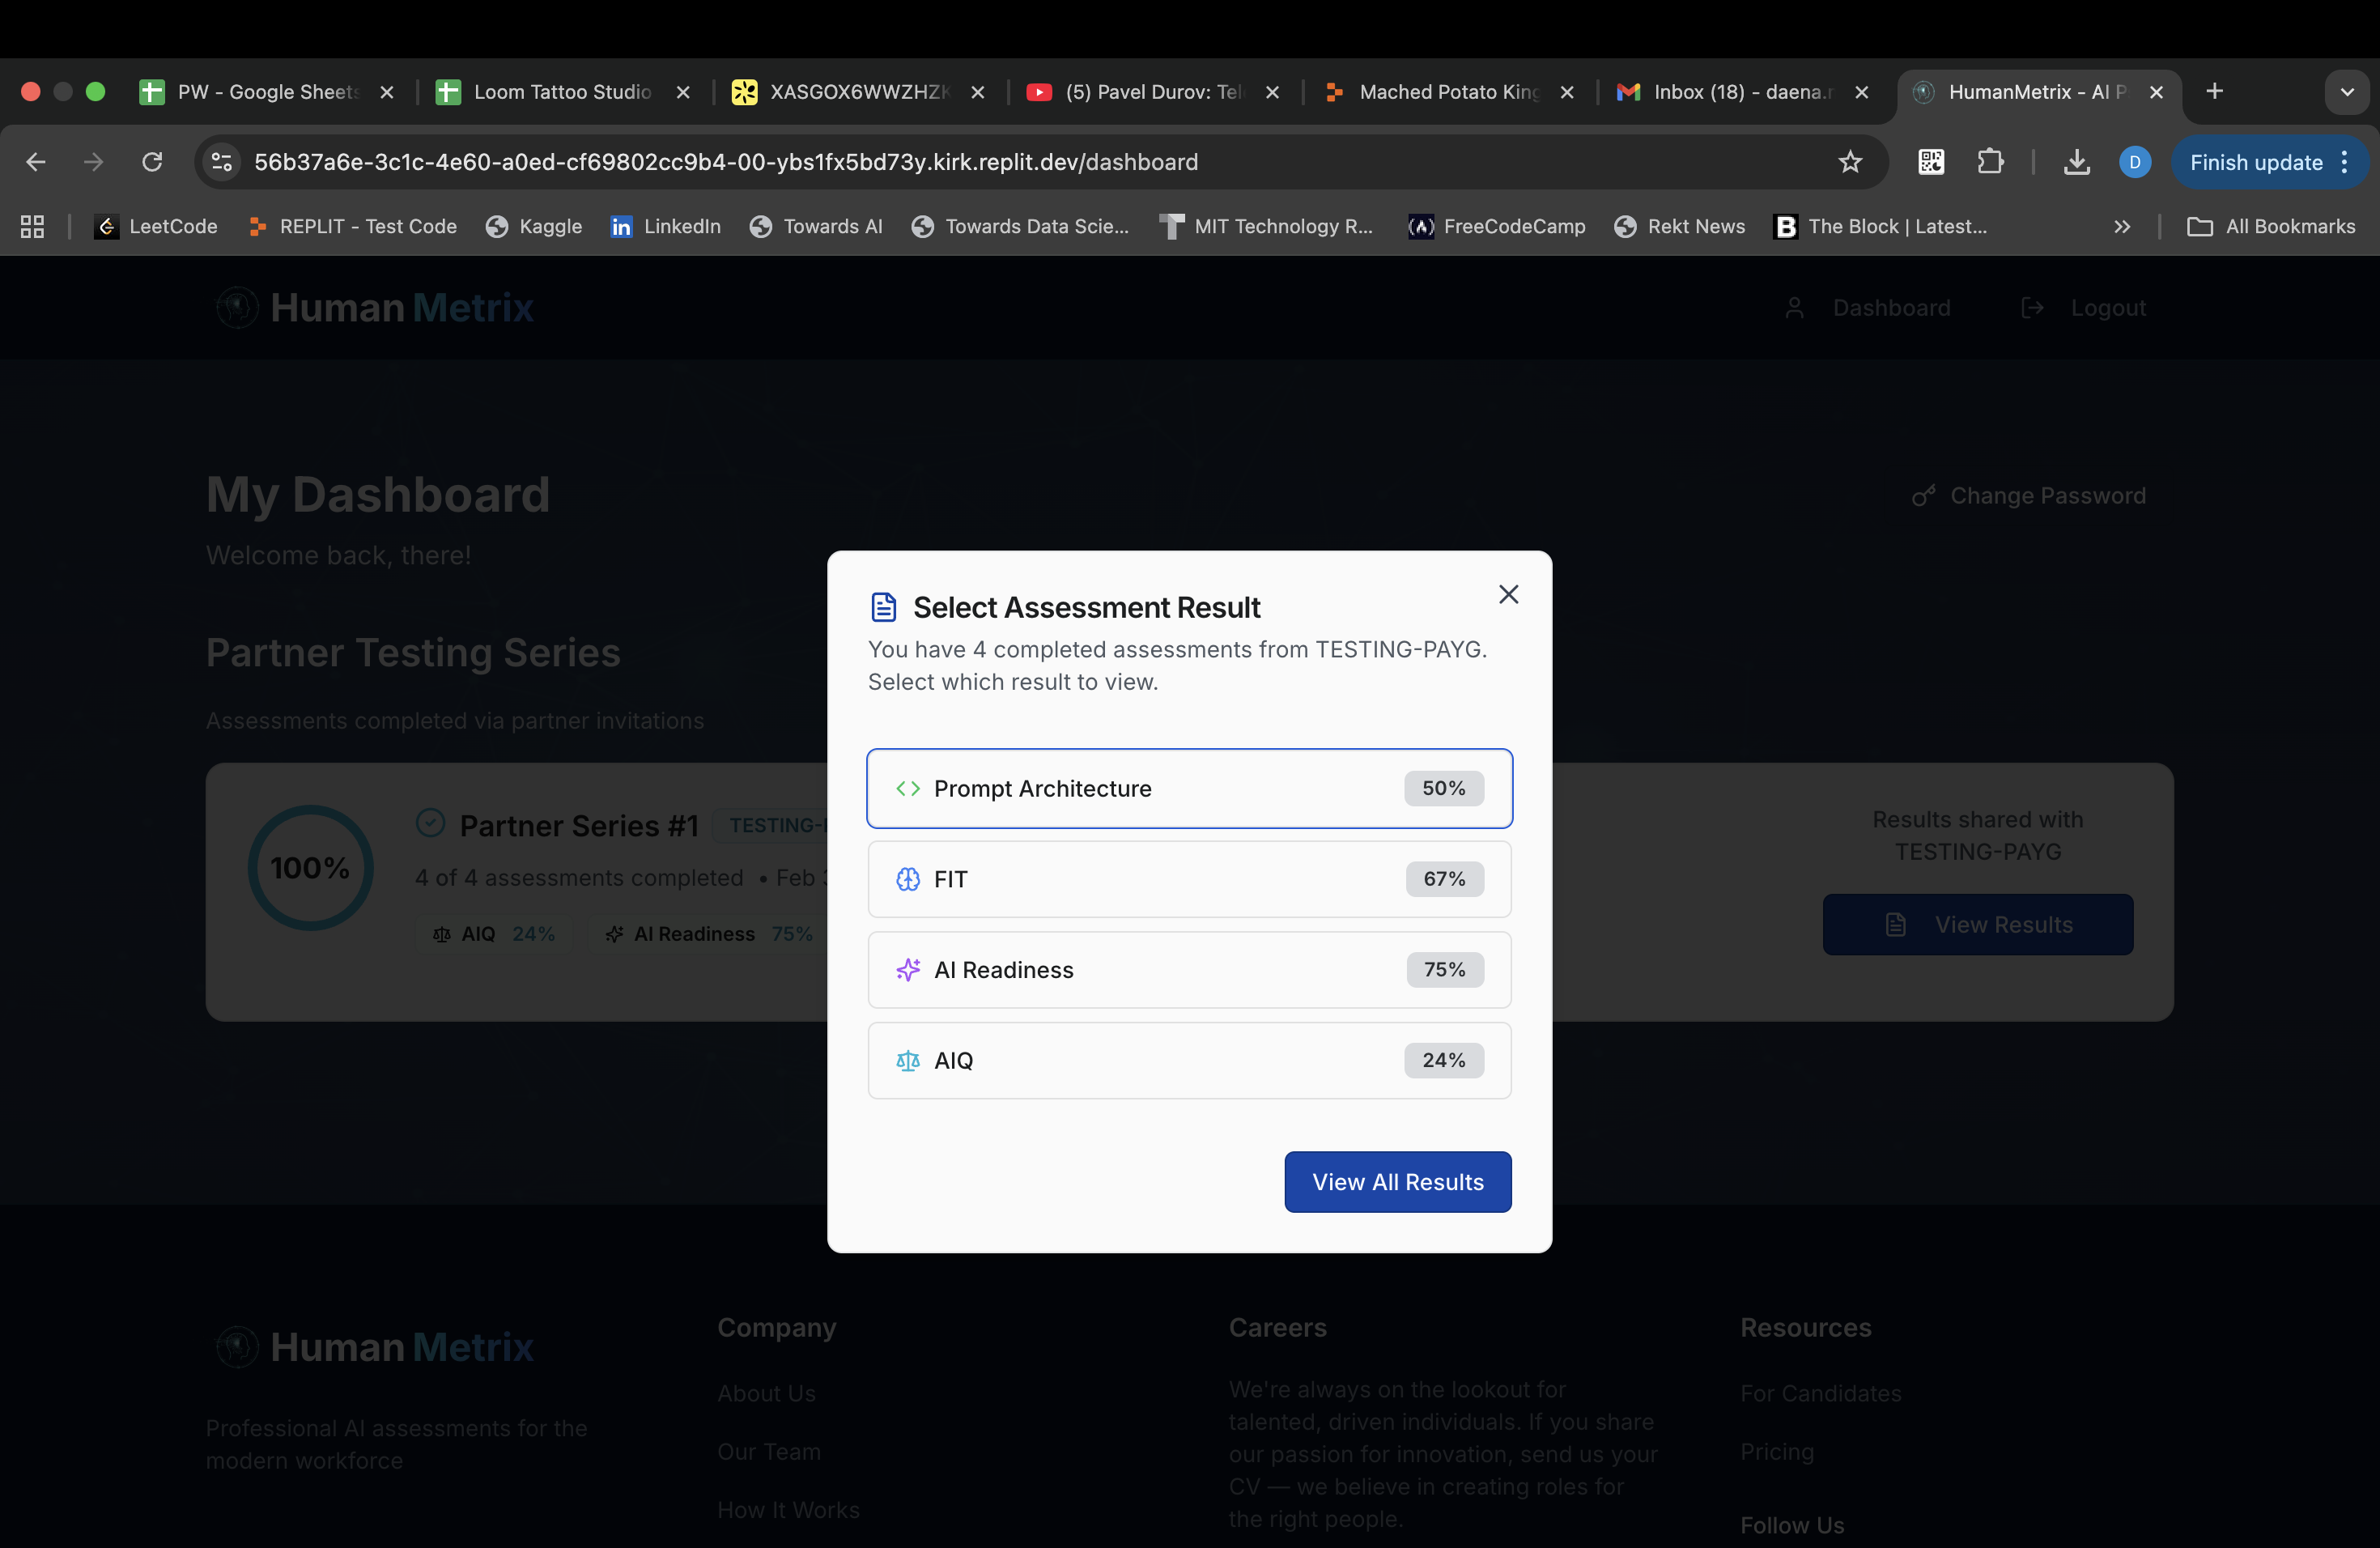 PW - Google Sheets
Loom Tattoo Studio
XASGOX6WWZHZK
(5) Pavel Durov: Tel
Mached Potato King
Inbox (18) - daena.r
HumanMetrix - AI P
56b37a6e-3c1c-4e60-a0ed-cf69802cc9b4-00-ybs1fx5bd73y.kirk.replit.dev/dashboard
D
Finish update
LeetCode
REPLIT - Test Code
Kaggle
LinkedIn
Towards AI
Towards Data Scie...
MIT Technology R...
FreeCodeCamp
Rekt News
The Block | Latest...
All Bookmarks
Human Metrix
Dashboard
Logout
My Dashboard
Change Password
Welcome back, there!
Partner Testing Series
Assessments completed via partner invitations
100%
Partner Series #1
TESTING-
4 of 4 assessments completed • Feb
AIQ 24%
AI Readiness 75%
Results shared with
TESTING-PAYG
View Results
Select Assessment Result
You have 4 completed assessments from TESTING-PAYG.
Select which result to view.
Prompt Architecture 50%
FIT 67%
AI Readiness 75%
AIQ 24%
View All Results
Human Metrix
Professional AI assessments for the
modern workforce
Company
About Us
Our Team
How It Works
Careers
We're always on the lookout for
talented, driven individuals. If you share
our passion for innovation, send us your
CV — we believe in creating roles for
the right people.
Resources
For Candidates
Pricing
Follow Us